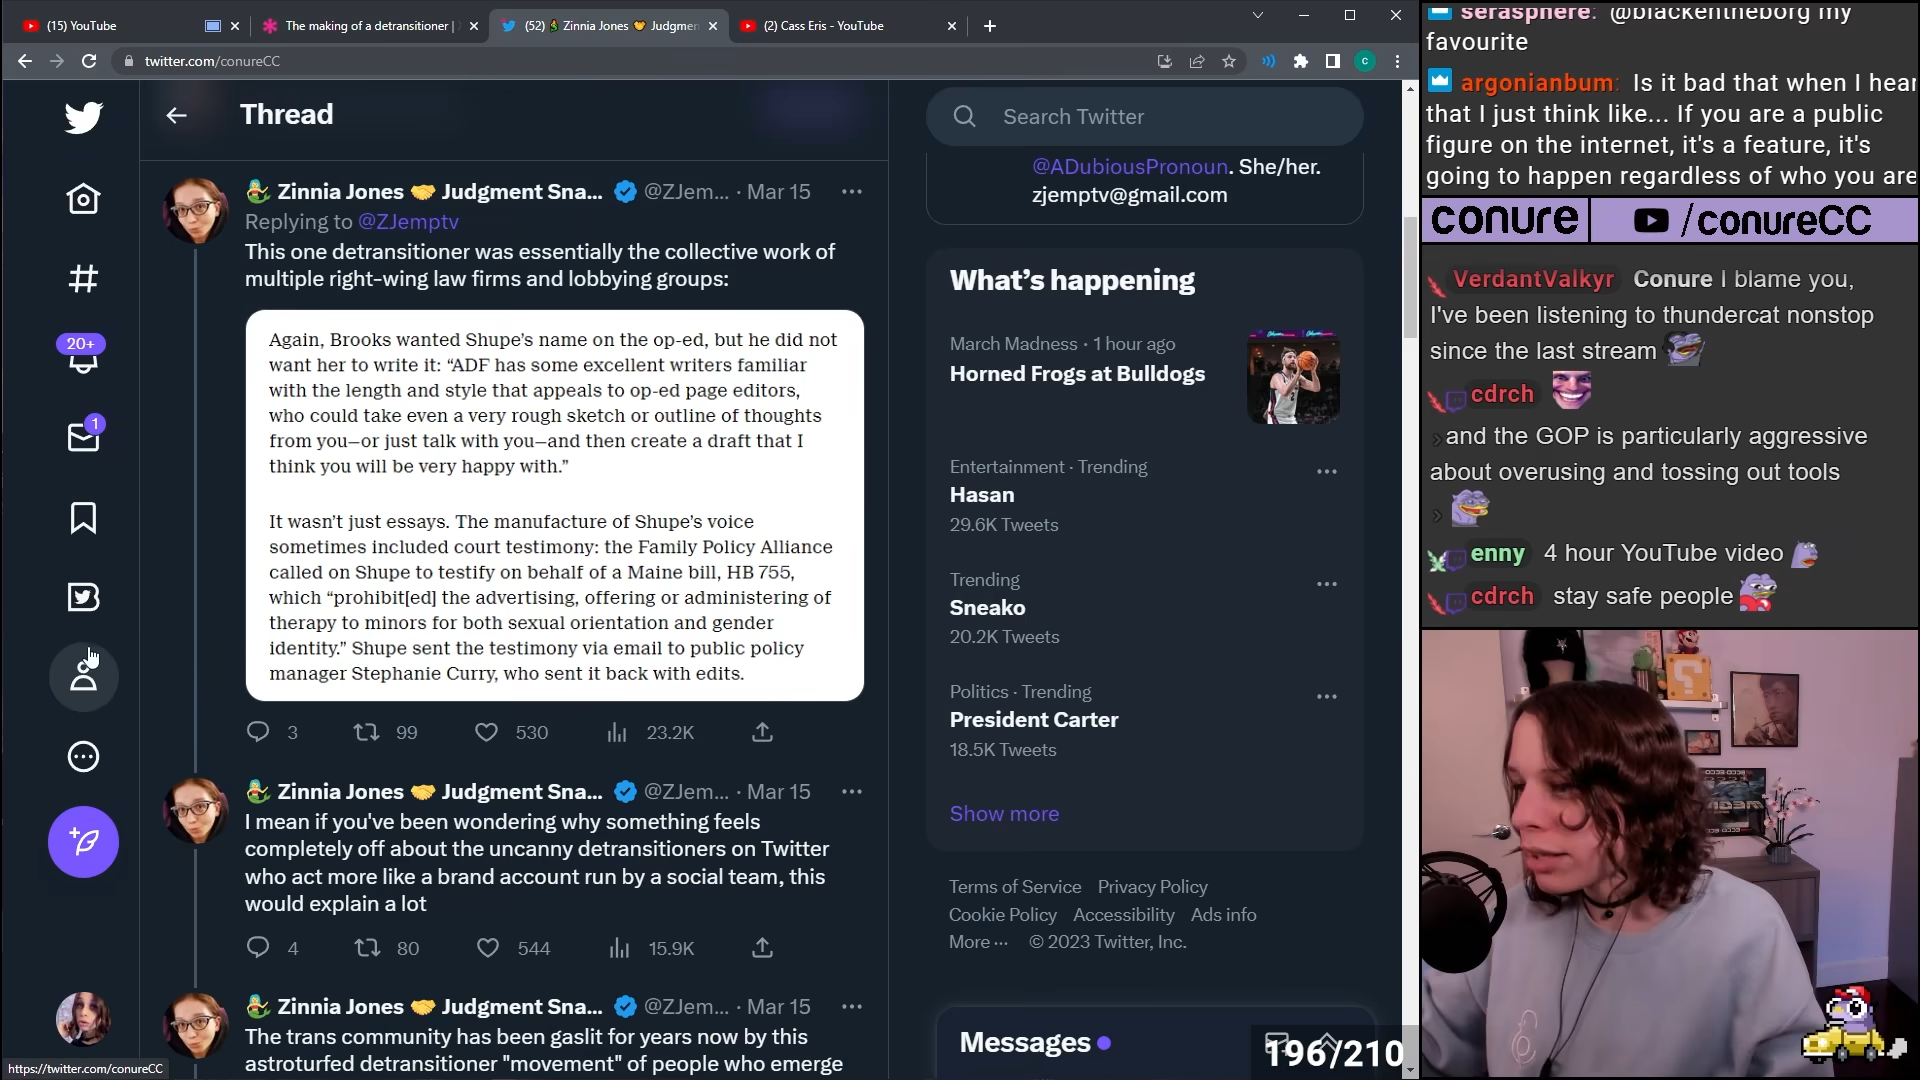 (15) YouTube
The making of a detransitioner |
(52) Zinnia Jones 🤝 Judgmen
(2) Cass Eris - YouTube
twitter.com/conureCC
Thread
Zinnia Jones 🤝 Judgment Sna... @ZJem... · Mar 15
Replying to @ZJemptv
This one detransitioner was essentially the collective work of
multiple right-wing law firms and lobbying groups:
Again, Brooks wanted Shupe's name on the op-ed, but he did not
want her to write it: “ADF has some excellent writers familiar
with the length and style that appeals to op-ed page editors,
who could take even a very rough sketch or outline of thoughts
from you—or just talk with you—and then create a draft that I
think you will be very happy with.”
It wasn't just essays. The manufacture of Shupe's voice
sometimes included court testimony: the Family Policy Alliance
called on Shupe to testify on behalf of a Maine bill, HB 755,
which “prohibit[ed] the advertising, offering or administering of
therapy to minors for both sexual orientation and gender
identity.” Shupe sent the testimony via email to public policy
manager Stephanie Curry, who sent it back with edits.
3 99 530 23.2K
Zinnia Jones 🤝 Judgment Sna... @ZJem... · Mar 15
I mean if you've been wondering why something feels
completely off about the uncanny detransitioners on Twitter
who act more like a brand account run by a social team, this
would explain a lot
4 80 544 15.9K
Zinnia Jones 🤝 Judgment Sna... @ZJem... · Mar 15
The trans community has been gaslit for years now by this
astroturfed detransitioner "movement" of people who emerge
20+
1
https://twitter.com/conureCC
Search Twitter
@ADubiousPronoun. She/her.
zjemptv@gmail.com
What's happening
March Madness · 1 hour ago
Horned Frogs at Bulldogs
Entertainment · Trending
Hasan
29.6K Tweets
Trending
Sneako
20.2K Tweets
Politics · Trending
President Carter
18.5K Tweets
Show more
Terms of Service Privacy Policy
Cookie Policy Accessibility Ads info
More ··· © 2023 Twitter, Inc.
Messages
196/210
serasphere: @blackentheborg my
favourite
argonianbum: Is it bad that when I hear
that I just think like... If you are a public
figure on the internet, it's a feature, it's
going to happen regardless of who you are
conure /conureCC
VerdantValkyr Conure I blame you,
I've been listening to thundercat nonstop
since the last stream
cdrch
and the GOP is particularly aggressive
about overusing and tossing out tools
enny 4 hour YouTube video
cdrch stay safe people